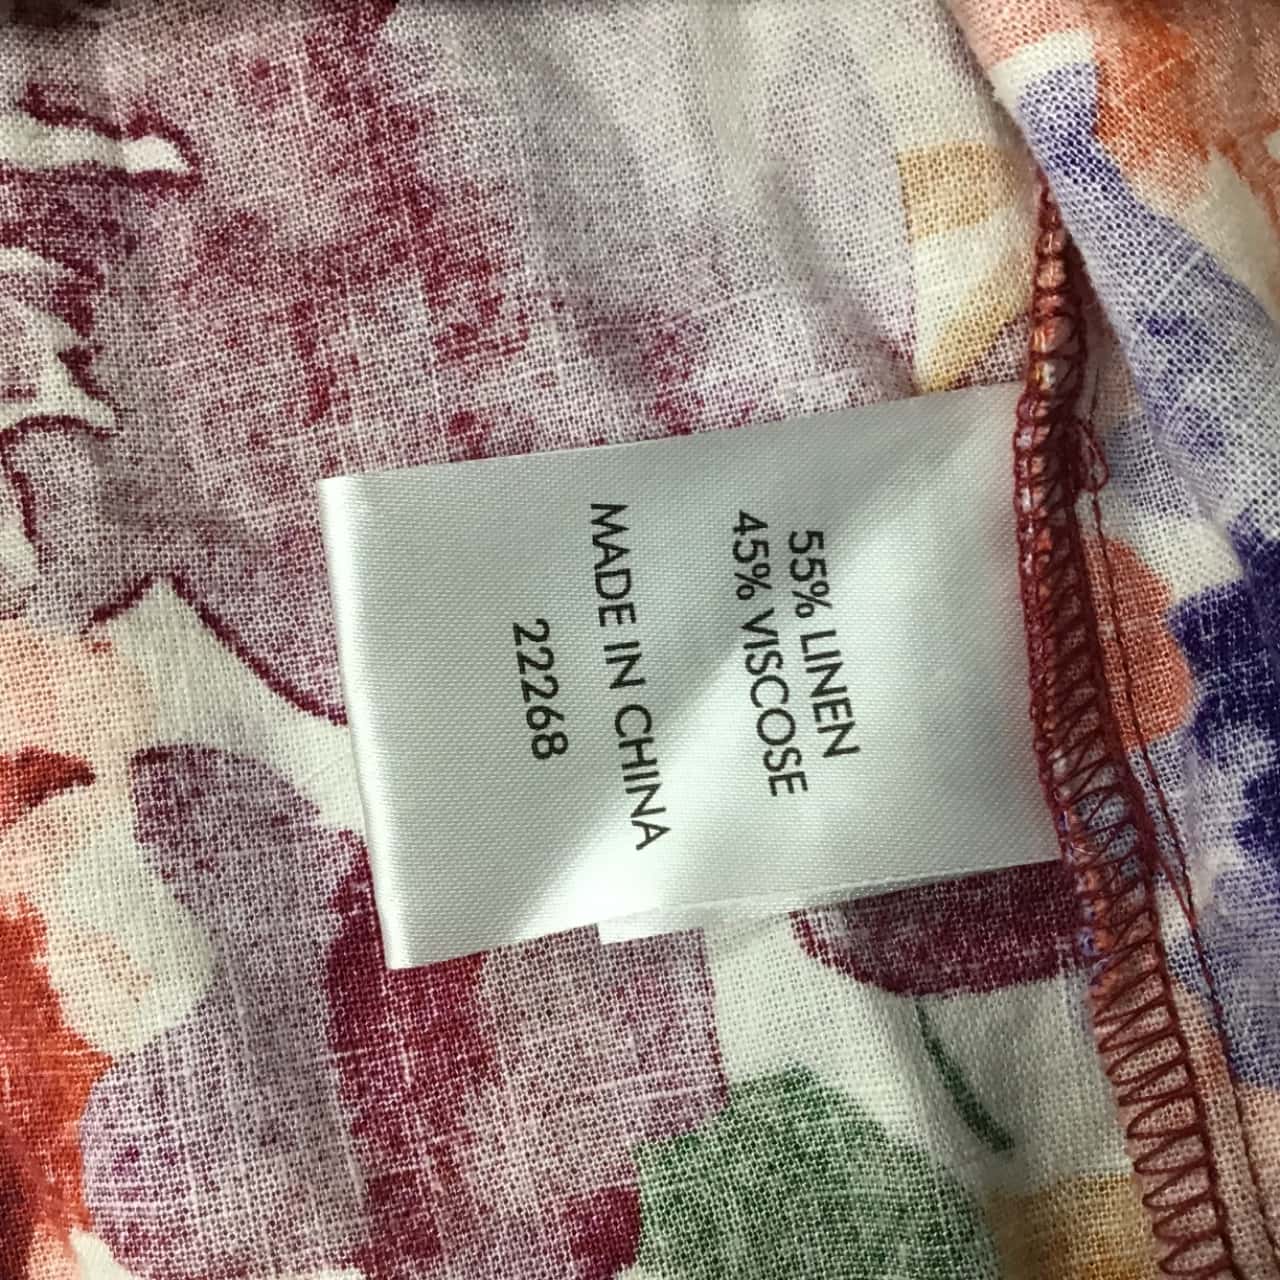 55% LINEN
45% VISCOSE
MADE IN CHINA
22268